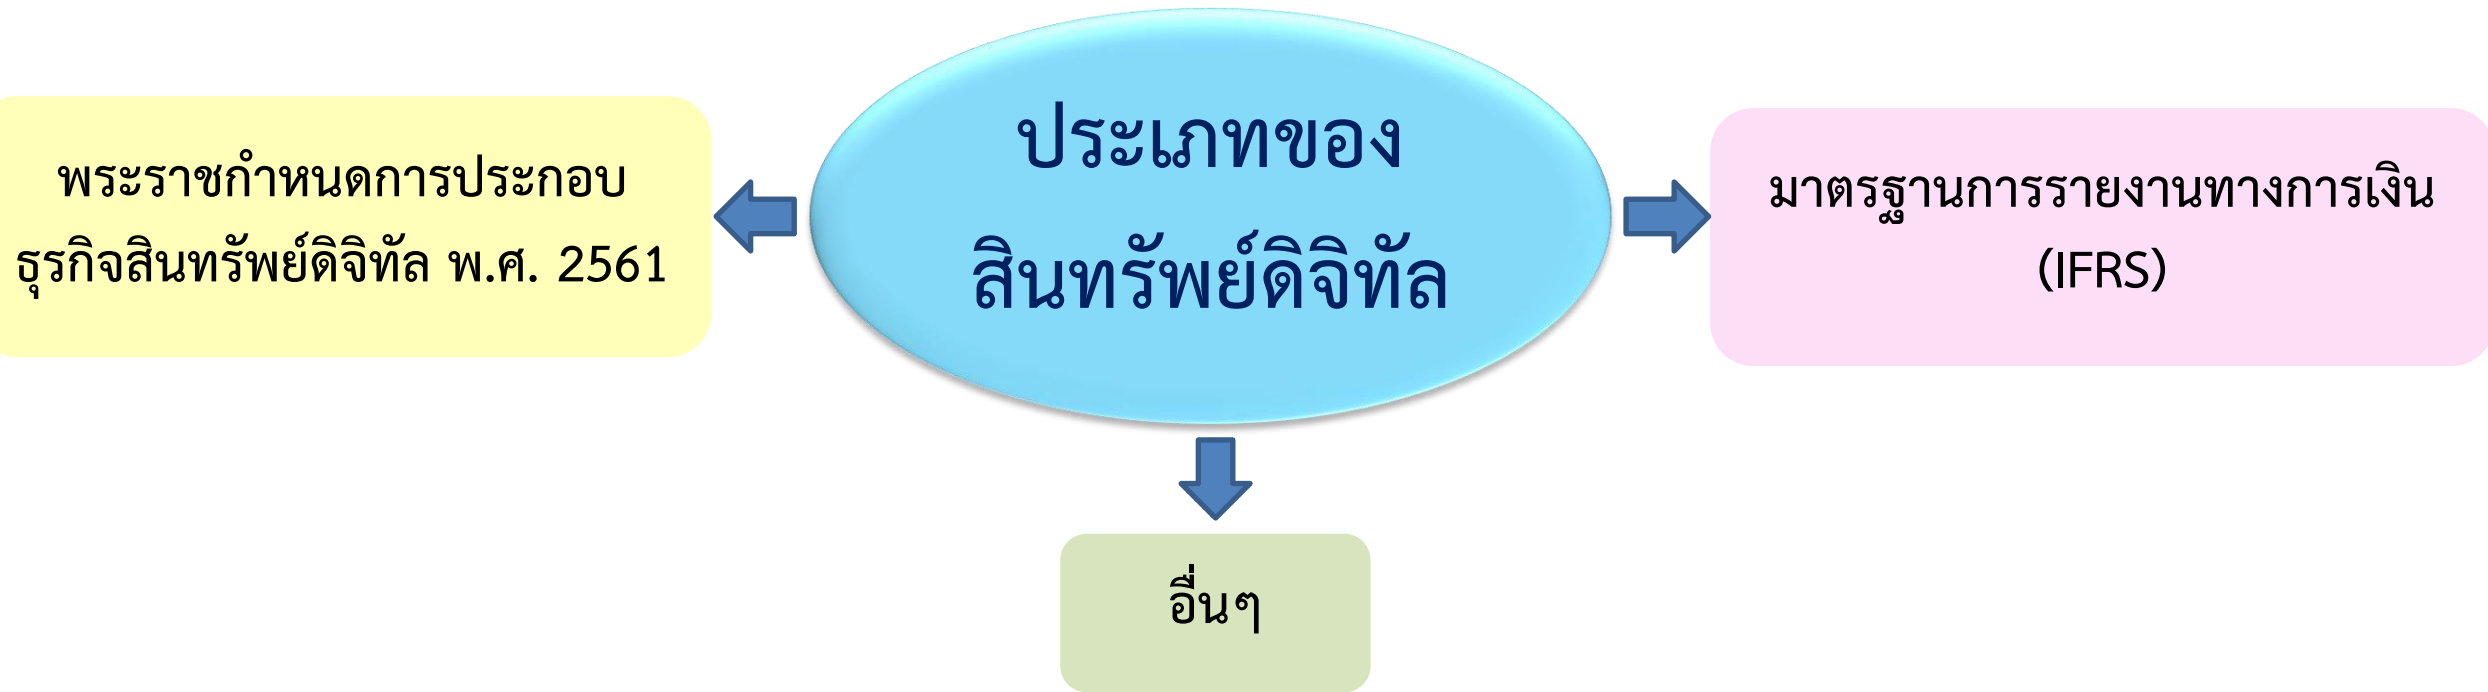 ประเภทของ
สินทรัพย์ดิจิทัล
พระราชกำหนดการประกอบ
ธุรกิจสินทรัพย์ดิจิทัล พ.ศ. 2561
มาตรฐานการรายงานทางการเงิน
(IFRS)
อื่นๆ